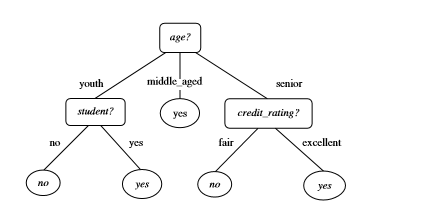 age?
youth
middle_aged
senior
student?
yes
credit_rating?
no
yes
fair
excellent
no
yes
no
yes